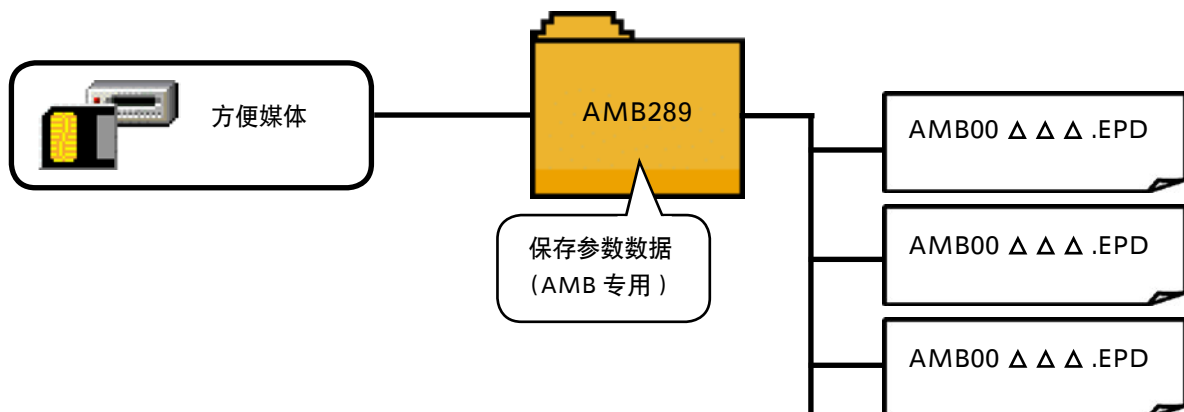 方便媒体
AMB289
保存参数数据
(AMB 专用 )
AMB00 △ △ △ .EPD
AMB00 △ △ △ .EPD
AMB00 △ △ △ .EPD